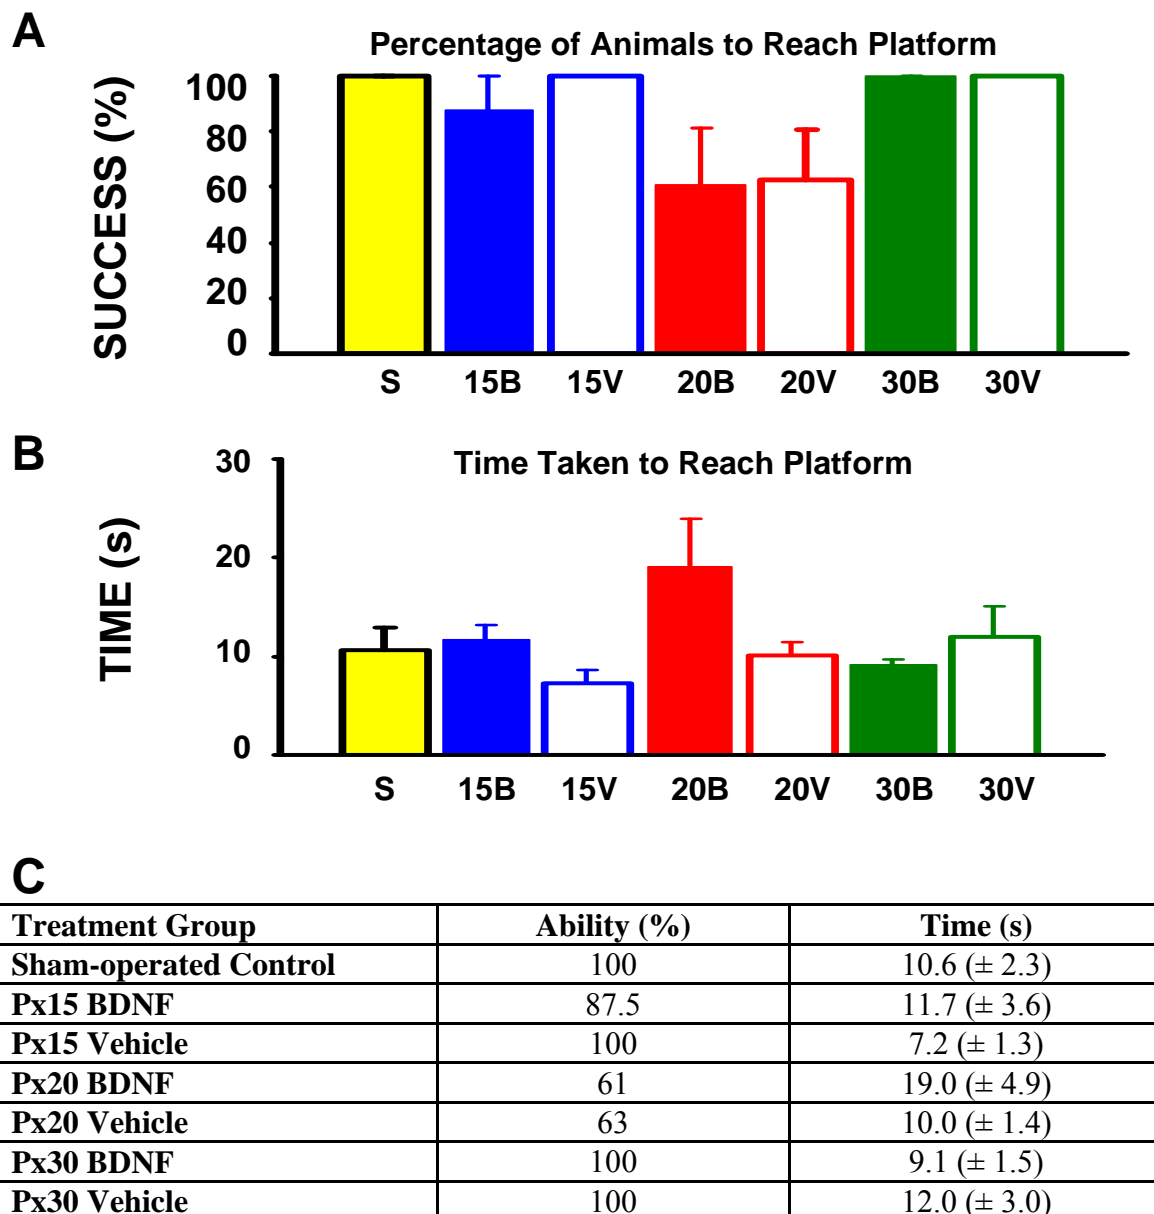 A
Percentage of Animals to Reach Platform
SUCCESS (%)
100
80
60
40
20
0
S 15B 15V 20B 20V 30B 30V
B
Time Taken to Reach Platform
TIME (s)
30
20
10
0
S 15B 15V 20B 20V 30B 30V
C
Treatment Group Ability (%) Time (s)
Sham-operated Control 100 10.6 (± 2.3)
Px15 BDNF 87.5 11.7 (± 3.6)
Px15 Vehicle 100 7.2 (± 1.3)
Px20 BDNF 61 19.0 (± 4.9)
Px20 Vehicle 63 10.0 (± 1.4)
Px30 BDNF 100 9.1 (± 1.5)
Px30 Vehicle 100 12.0 (± 3.0)